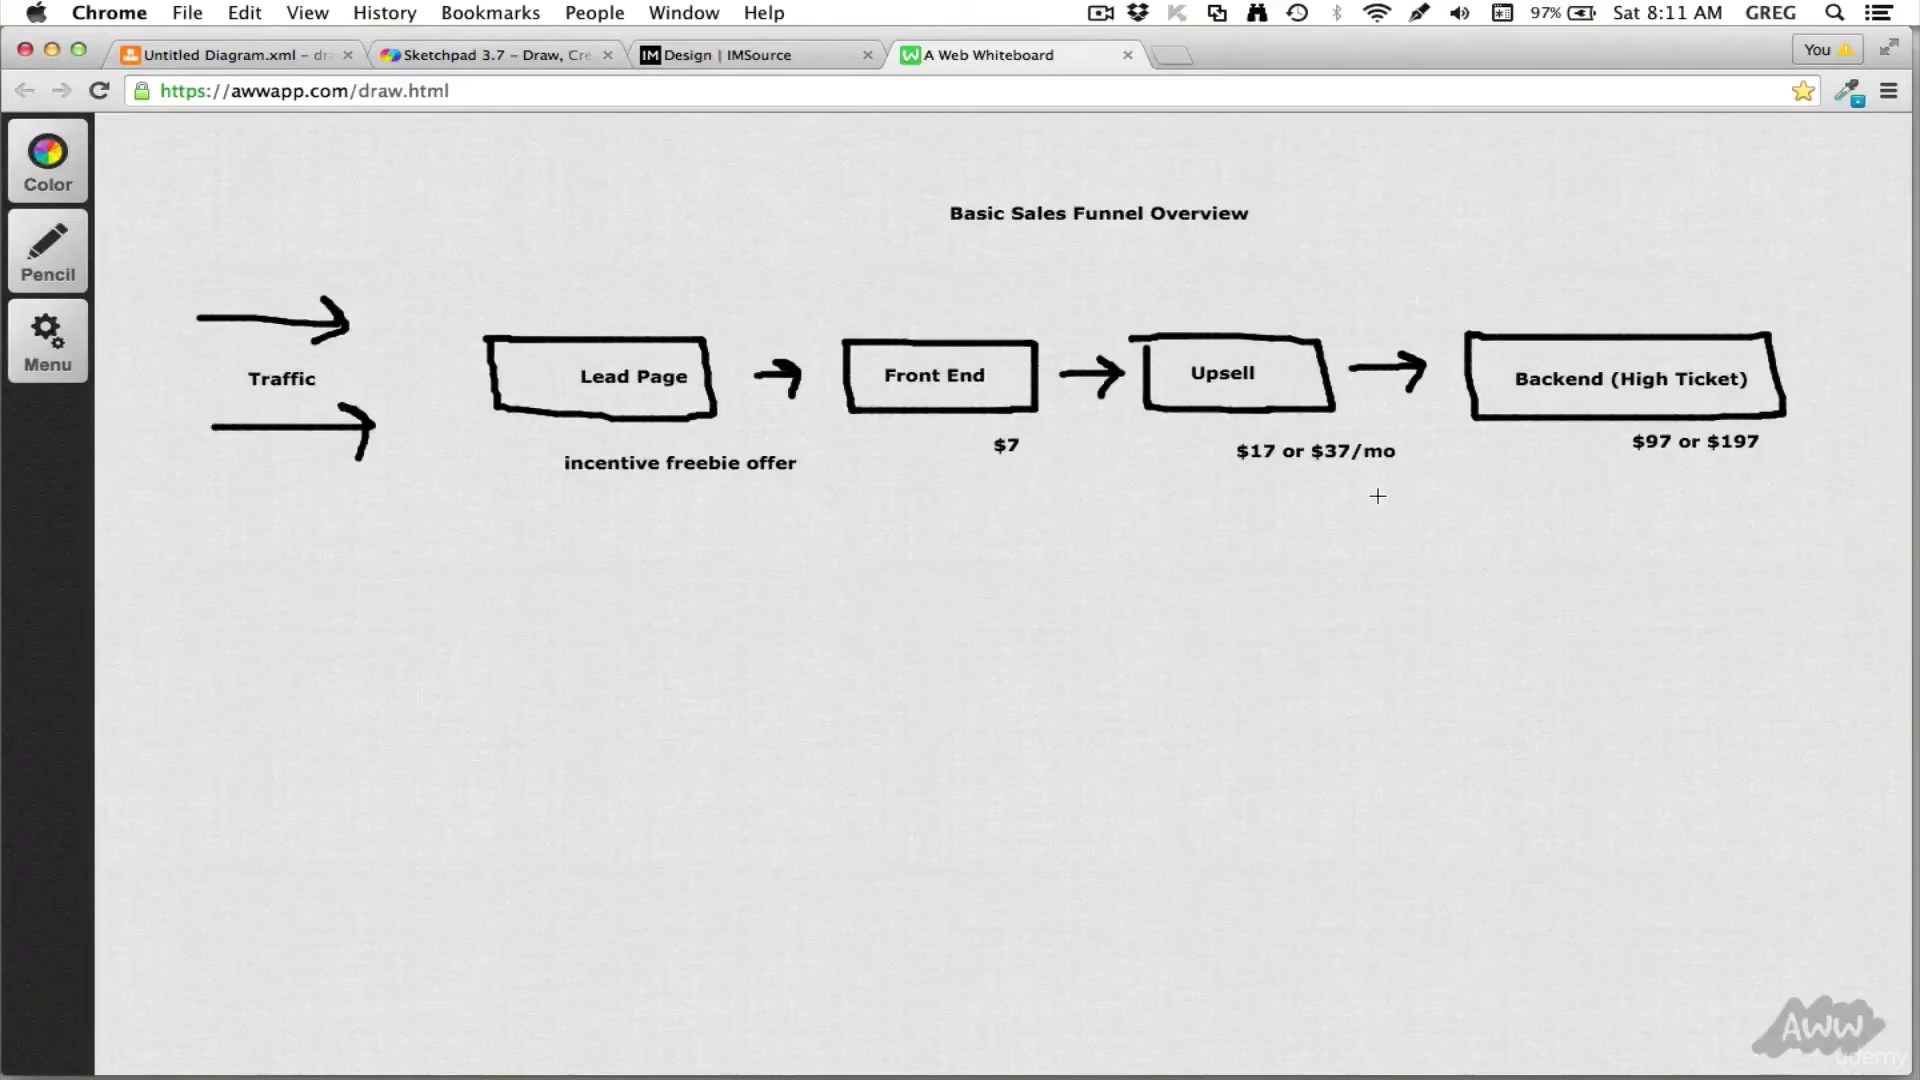 Chrome File Edit View History Bookmarks People Window Help 97% Sat 8:11 AM GREG
Untitled Diagram.xml – dra Sketchpad 3.7 – Draw, Cre IM Design | IMSource A Web Whiteboard You
https://awwapp.com/draw.html
Color
Pencil
Menu
Basic Sales Funnel Overview
Traffic
Lead Page
Front End
Upsell
Backend (High Ticket)
incentive freebie offer
$7
$17 or $37/mo
$97 or $197
AWW
udemy